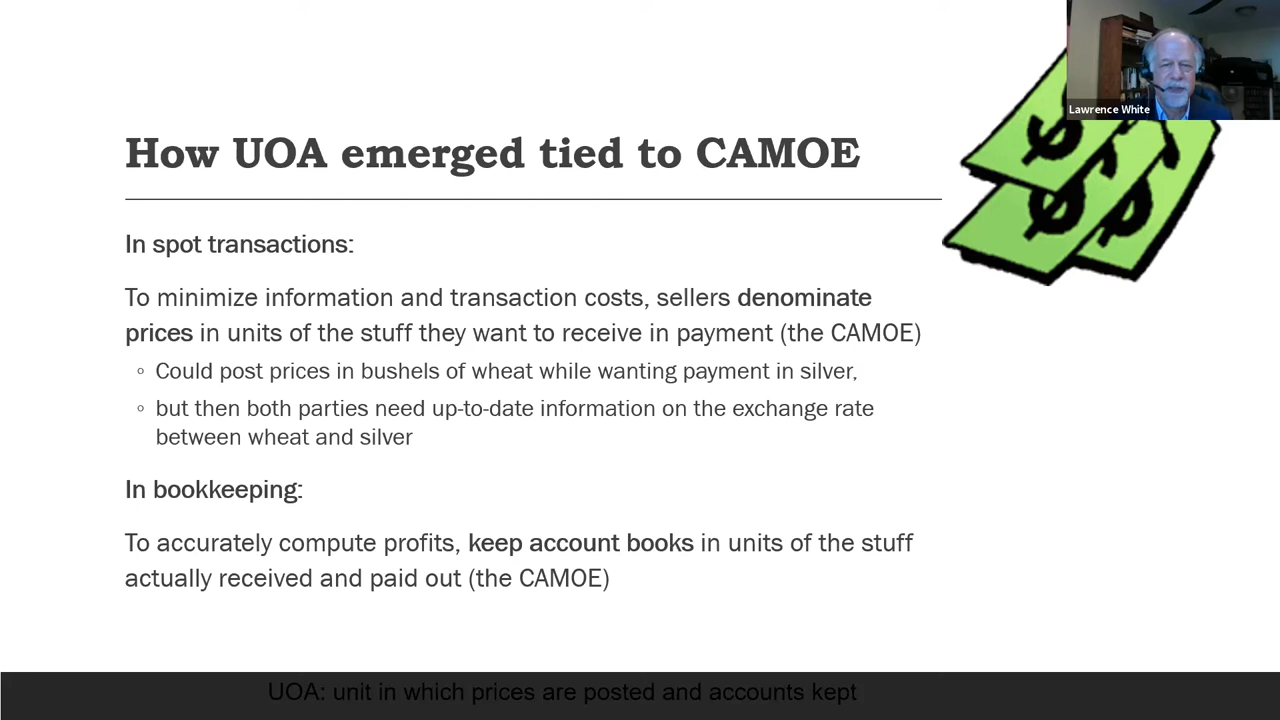 Lawrence White
How UOA emerged tied to CAMOE
In spot transactions:
To minimize information and transaction costs, sellers denominate
prices in units of the stuff they want to receive in payment (the CAMOE)
◦ Could post prices in bushels of wheat while wanting payment in silver,
◦ but then both parties need up-to-date information on the exchange rate
between wheat and silver
In bookkeeping:
To accurately compute profits, keep account books in units of the stuff
actually received and paid out (the CAMOE)
UOA: unit in which prices are posted and accounts kept